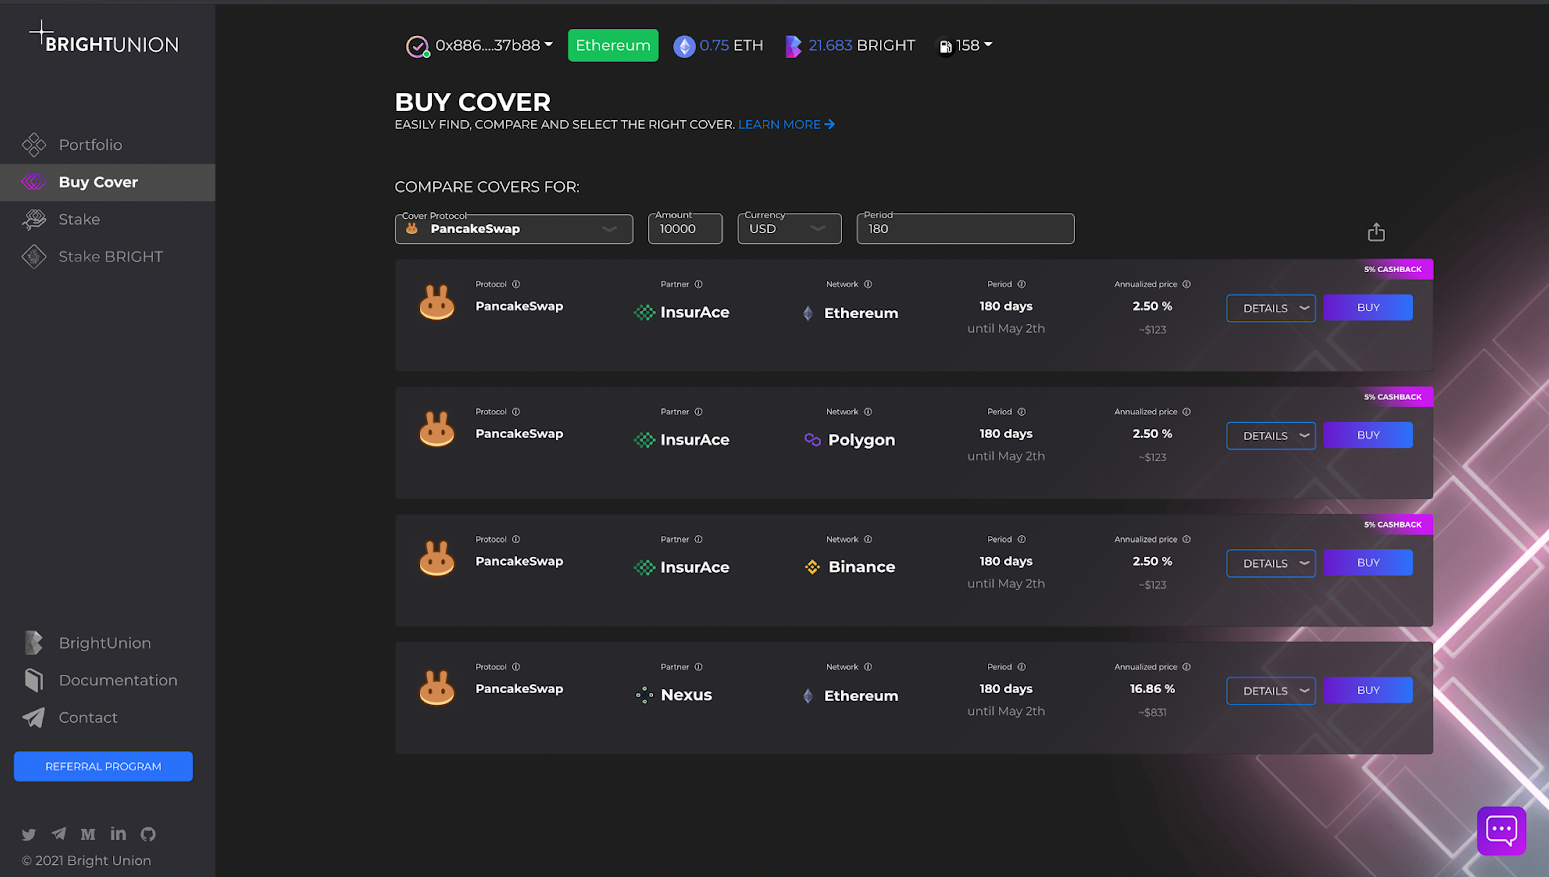 BRIGHTUNION
0x886....37b88
Ethereum
0.75 ETH
21.683 BRIGHT
158
Portfolio
Buy Cover
Stake
Stake BRIGHT
BrightUnion
Documentation
Contact
REFERRAL PROGRAM
M
in
© 2021 Bright Union
BUY COVER
EASILY FIND, COMPARE AND SELECT THE RIGHT COVER. LEARN MORE
COMPARE COVERS FOR:
Cover Protocol
PancakeSwap
Amount
10000
Currency
USD
Period
180
5% CASHBACK
Protocol Partner Network Period Annualized price
PancakeSwap InsurAce Ethereum 180 days 2.50 % DETAILS BUY
until May 2th ~$123
5% CASHBACK
Protocol Partner Network Period Annualized price
PancakeSwap InsurAce Polygon 180 days 2.50 % DETAILS BUY
until May 2th ~$123
5% CASHBACK
Protocol Partner Network Period Annualized price
PancakeSwap InsurAce Binance 180 days 2.50 % DETAILS BUY
until May 2th ~$123
Protocol Partner Network Period Annualized price
PancakeSwap Nexus Ethereum 180 days 16.86 % DETAILS BUY
until May 2th ~$831